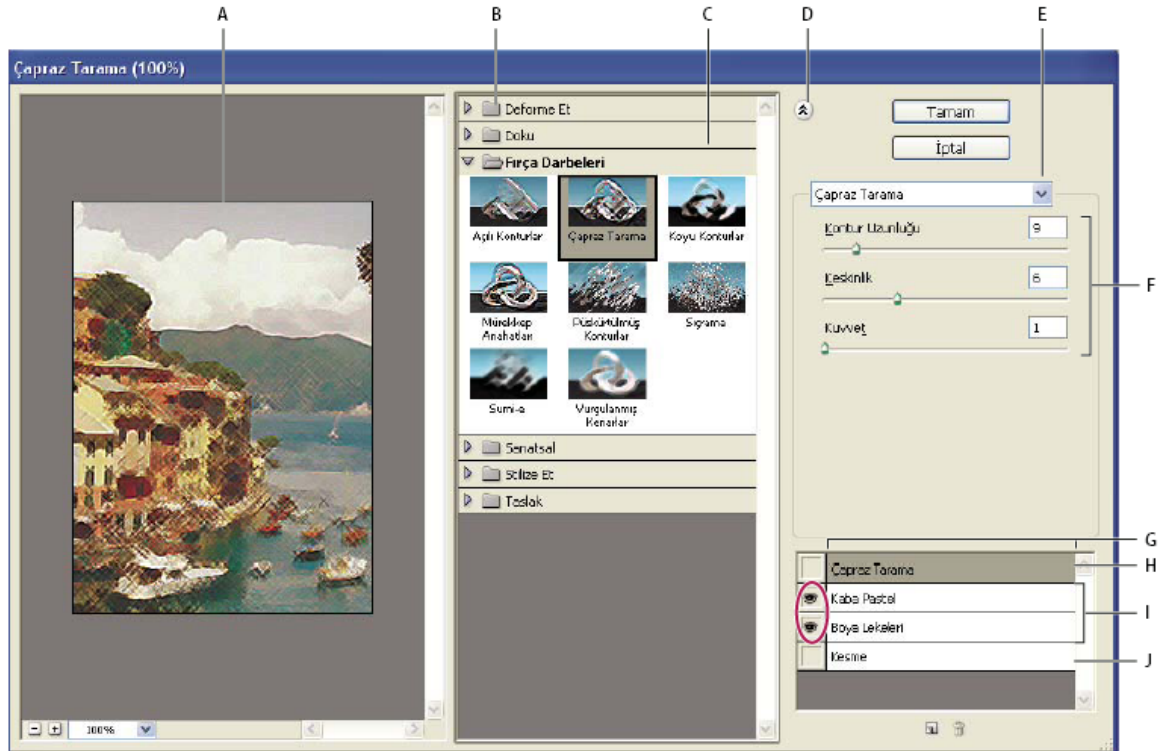 A B C D E
Çapraz Tarama (100%)
Deforme Et
Doku
Fırça Darbeleri
Açılı Konturlar
Çapraz Tarama
Koyu Konturlar
Mürekkep
Anahatları
Püskürtülmüş
Konturlar
Sıçrama
Sumi-e
Vurgulanmış
Kenarlar
Sanatsal
Stilize Et
Taslak
100%
Tamam
İptal
Çapraz Tarama
Kontur Uzunluğu 9
Keskinlik 6
Kuvvet 1
F
G
Çapraz Tarama H
Kaba Pastel
I
Boya Lekeleri
Kesme J